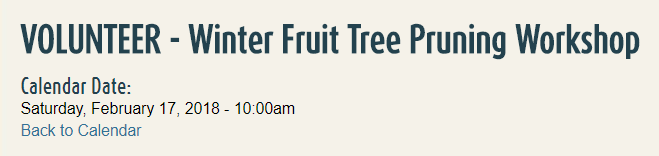 VOLUNTEER - Winter Fruit Tree Pruning Workshop
Calendar Date:
Saturday, February 17, 2018 - 10:00am
Back to Calendar